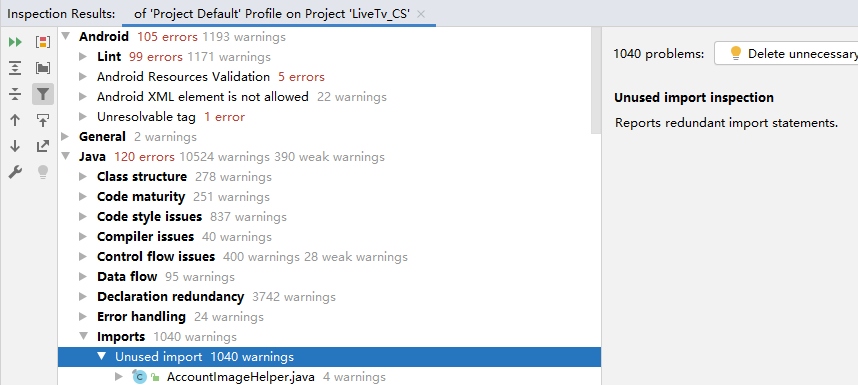 Inspection Results: of 'Project Default' Profile on Project 'LiveTv_CS'
Android 105 errors 1193 warnings
Lint 99 errors 1171 warnings
Android Resources Validation 5 errors
Android XML element is not allowed 22 warnings
Unresolvable tag 1 error
General 2 warnings
Java 120 errors 10524 warnings 390 weak warnings
Class structure 278 warnings
Code maturity 251 warnings
Code style issues 837 warnings
Compiler issues 40 warnings
Control flow issues 400 warnings 28 weak warnings
Data flow 95 warnings
Declaration redundancy 3742 warnings
Error handling 24 warnings
Imports 1040 warnings
Unused import 1040 warnings
AccountImageHelper.java 4 warnings
1040 problems: Delete unnecessary
Unused import inspection
Reports redundant import statements.